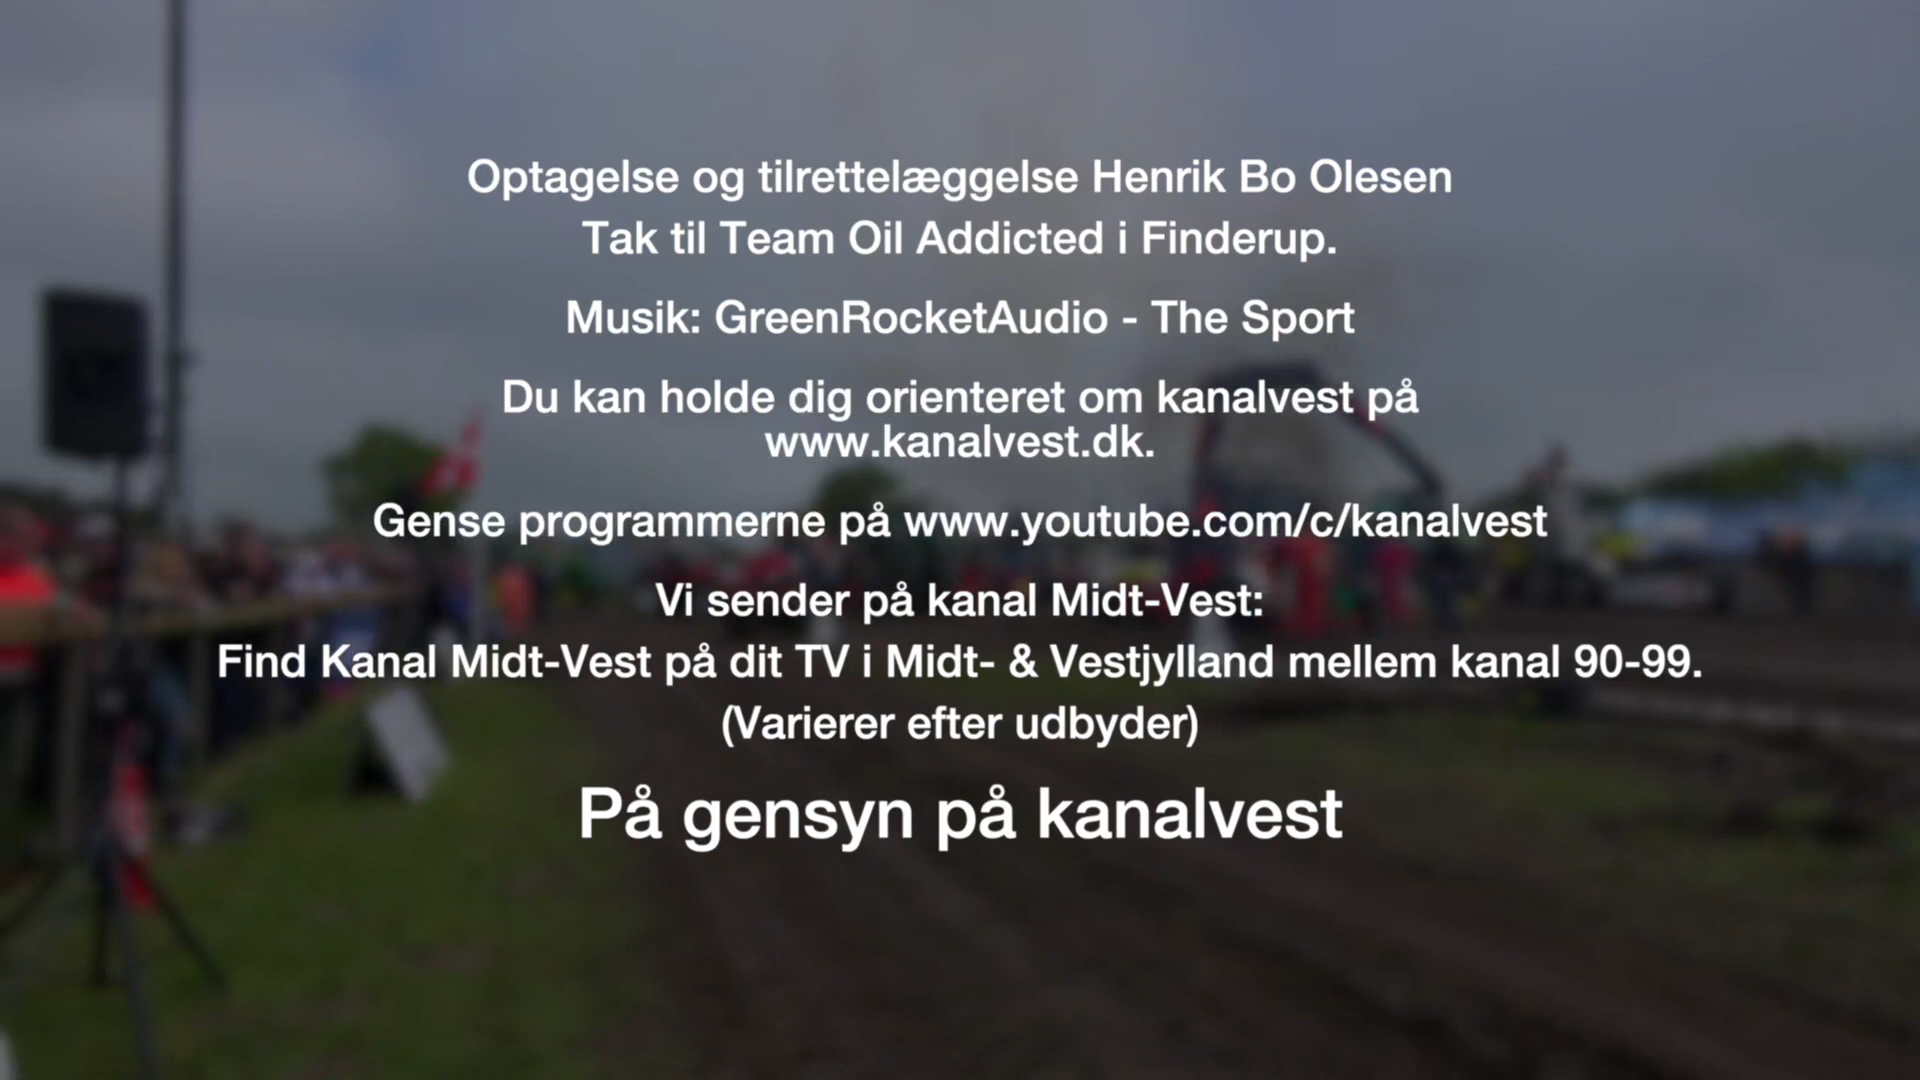 Optagelse og tilrettelæggelse Henrik Bo Olesen
Tak til Team Oil Addicted i Finderup.
Musik: GreenRocketAudio - The Sport
Du kan holde dig orienteret om kanalvest på
www.kanalvest.dk.
Gense programmerne på www.youtube.com/c/kanalvest
Vi sender på kanal Midt-Vest:
Find Kanal Midt-Vest på dit TV i Midt- & Vestjylland mellem kanal 90-99.
(Varierer efter udbyder)
På gensyn på kanalvest